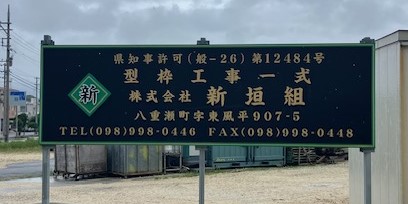 県知事許可(般-26)第12484号
型枠工事一式
新
株式会社 新垣組
八重瀬町字東風平907-5
TEL(098)998-0446 FAX(098)998-0448